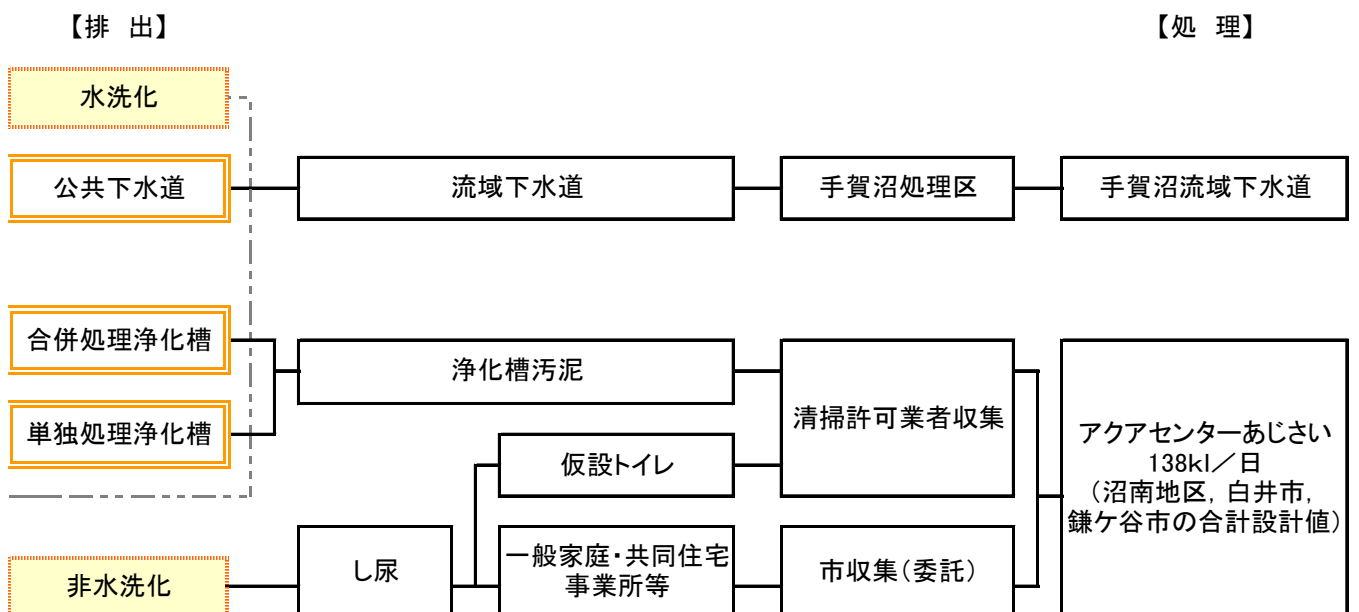 【排 出】
【処 理】
水洗化
公共下水道
流域下水道
手賀沼処理区
手賀沼流域下水道
合併処理浄化槽
浄化槽汚泥
清掃許可業者収集
単独処理浄化槽
仮設トイレ
アクアセンターあじさい
138kl／日
（沼南地区，白井市，
鎌ケ谷市の合計設計値）
非水洗化
し尿
一般家庭・共同住宅
事業所等
市収集（委託）